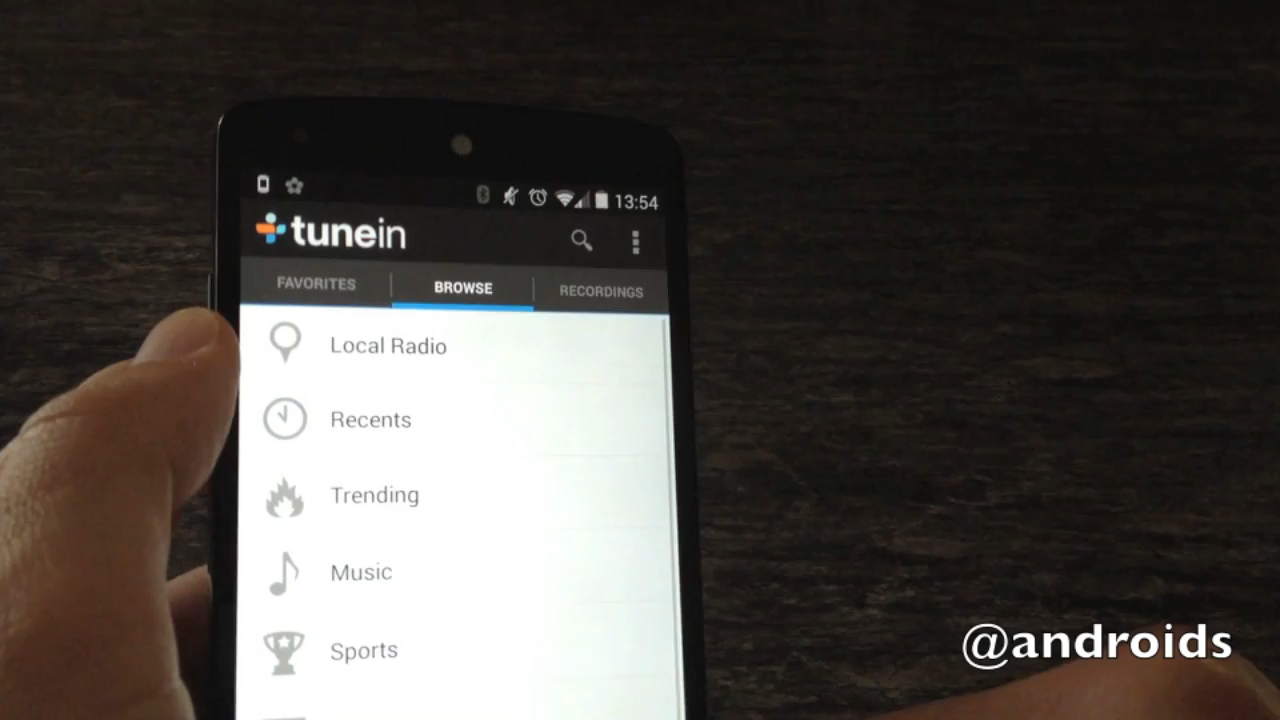 13:54
tunein
FAVORITES BROWSE RECORDINGS
Local Radio
Recents
Trending
Music
Sports
@androids